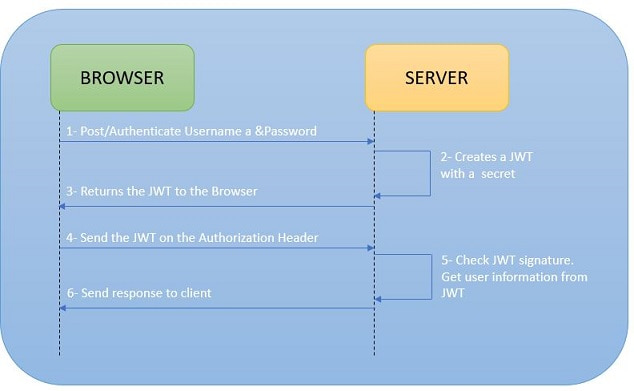 BROWSER
SERVER
1- Post/Authenticate Username a &Password
2- Creates a JWT
with a secret
3- Returns the JWT to the Browser
4- Send the JWT on the Authorization Header
5- Check JWT signature.
Get user information from
JWT
6- Send response to client